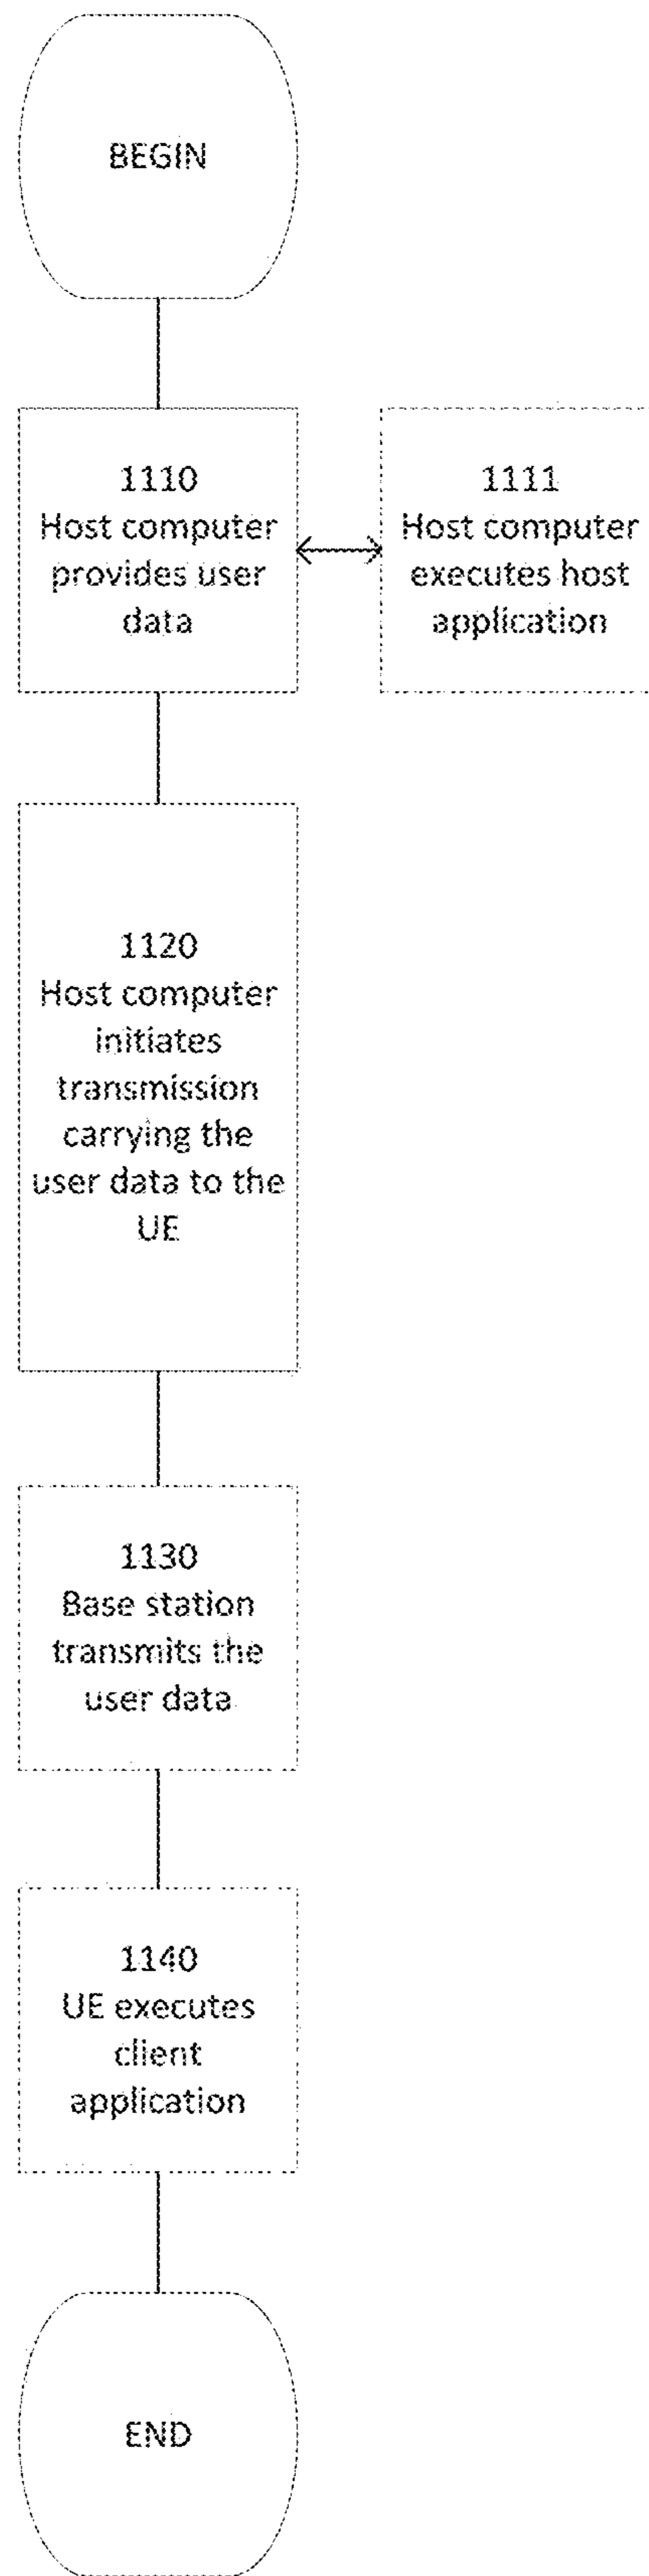 BEGIN
1110
Host computer
provides user
data
1111
Host computer
executes host
application
1120
Host computer
initiates
transmission
carrying the
user data to the
UE
1130
Base station
transmits the
user data
1140
UE executes
client
application
END